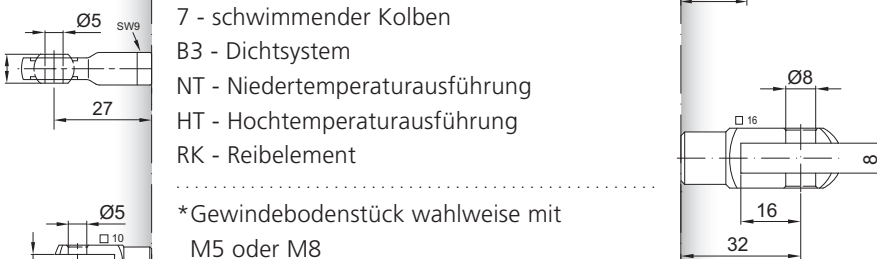 Ø5
SW9
27
Ø5
□ 10
7 - schwimmender Kolben
B3 - Dichtsystem
NT - Niedertemperaturausführung
HT - Hochtemperaturausführung
RK - Reibelement
*Gewindebodenstück wahlweise mit
M5 oder M8
Ø8
□ 16
8
16
32